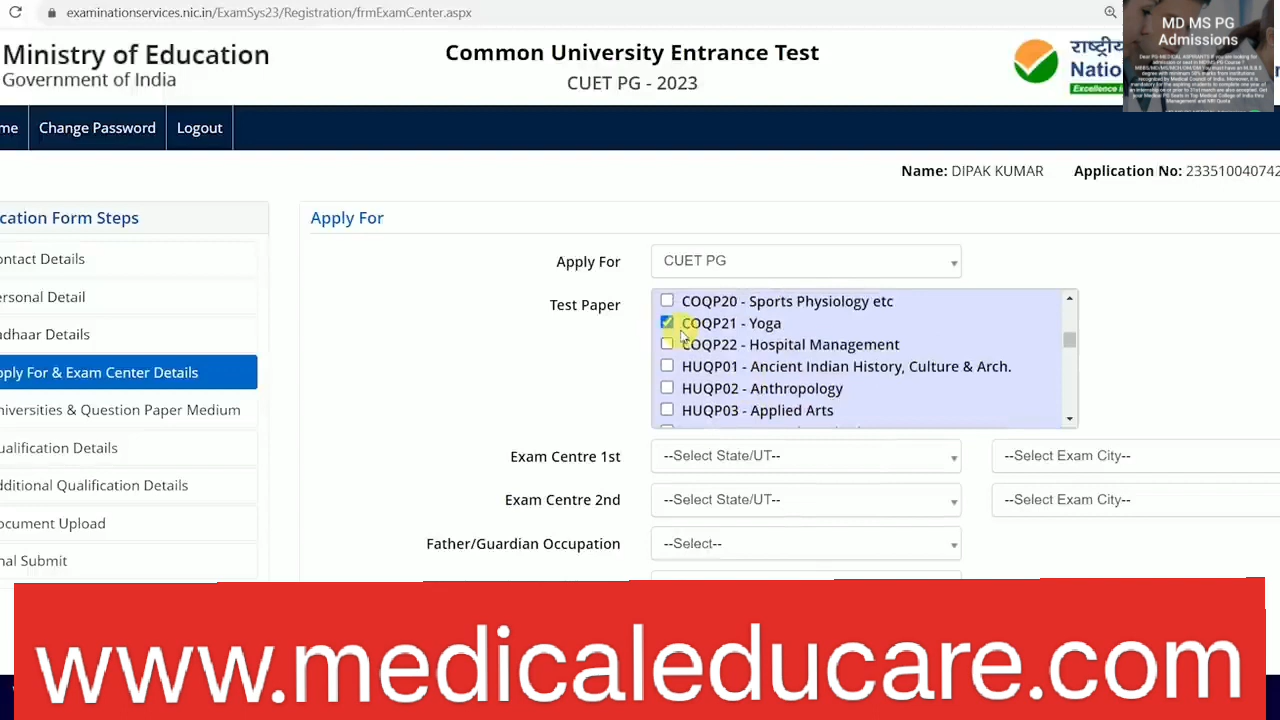 examinationservices.nic.in/ExamSys23/Registration/frmExamCenter.aspx
MD MS PG
Admissions
Ministry of Education
Government of India
Common University Entrance Test
CUET PG - 2023
राष्ट्रीय
Natio
Excellence in
me
Change Password
Logout
Name: DIPAK KUMAR
Application No: 233510040742
cation Form Steps
ontact Details
ersonal Detail
adhaar Details
pply For & Exam Center Details
niversities & Question Paper Medium
ualification Details
dditional Qualification Details
ocument Upload
nal Submit
Apply For
Apply For
CUET PG
Test Paper
COQP20 - Sports Physiology etc
COQP21 - Yoga
COQP22 - Hospital Management
HUQP01 - Ancient Indian History, Culture & Arch.
HUQP02 - Anthropology
HUQP03 - Applied Arts
Exam Centre 1st
--Select State/UT--
--Select Exam City--
Exam Centre 2nd
--Select State/UT--
--Select Exam City--
Father/Guardian Occupation
--Select--
www.medicaleducare.com